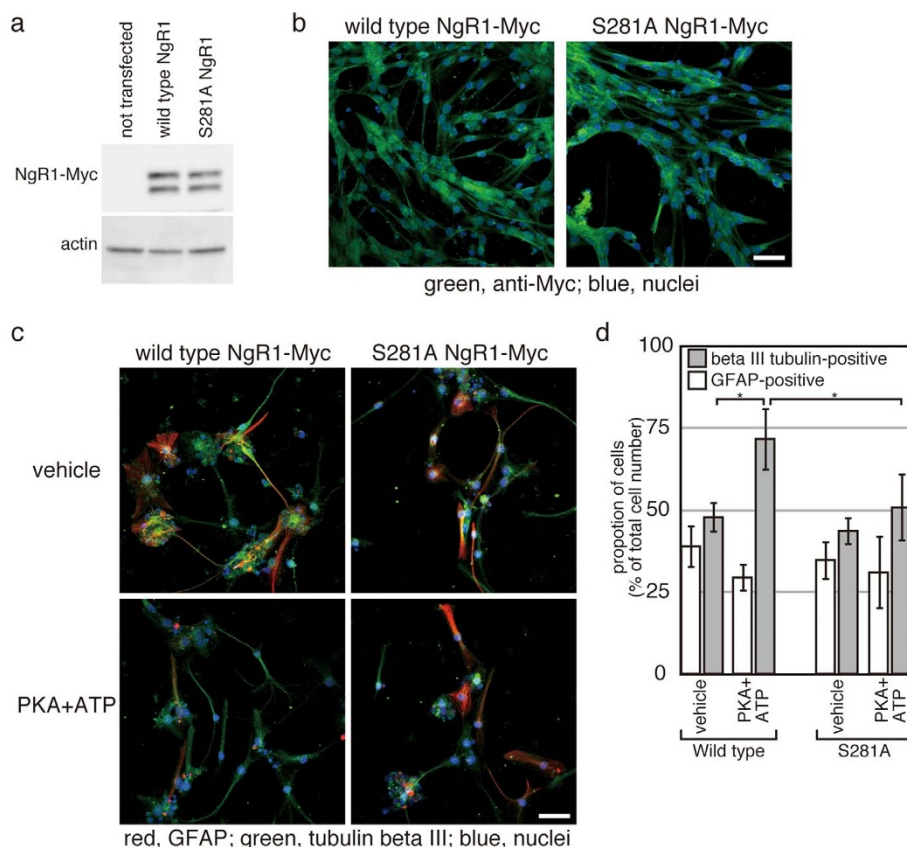 a
not transfected
wild type NgR1
S281A NgR1
NgR1-Myc
actin
b
wild type NgR1-Myc
S281A NgR1-Myc
green, anti-Myc; blue, nuclei
c
wild type NgR1-Myc
S281A NgR1-Myc
vehicle
PKA+ATP
red, GFAP; green, tubulin beta III; blue, nuclei
d
propotion of cells
(% of total cell number)
100
75
50
25
0
beta III tubulin-positive
GFAP-positive
*
*
vehicle
PKA+
ATP
vehicle
PKA+
ATP
Wild type
S281A